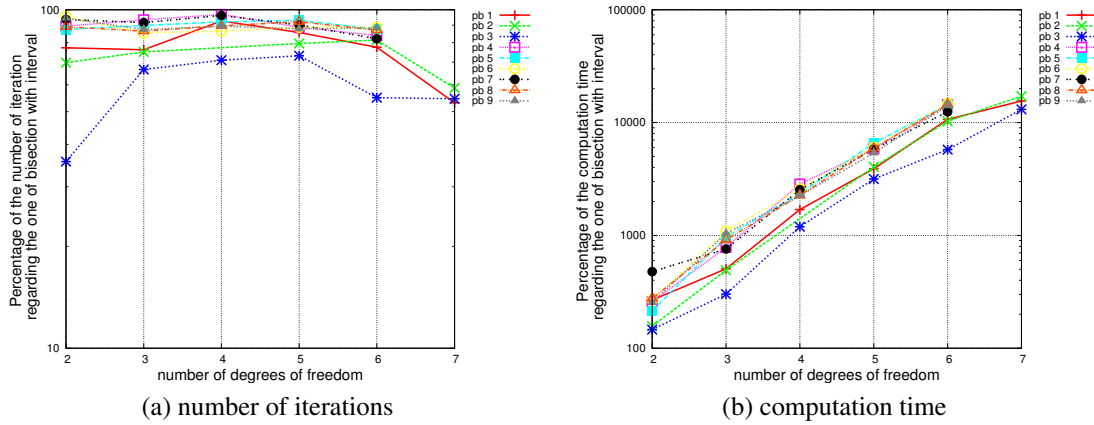 Percentage of the number of iteration
regarding the one of bisection with interval
100
10
2 3 4 5 6 7
number of degrees of freedom
pb 1
pb 2
pb 3
pb 4
pb 5
pb 6
pb 7
pb 8
pb 9
(a) number of iterations
Percentage of the computation time
regarding the one of bisection with interval
100000
10000
1000
100
2 3 4 5 6 7
number of degrees of freedom
pb 1
pb 2
pb 3
pb 4
pb 5
pb 6
pb 7
pb 8
pb 9
(b) computation time